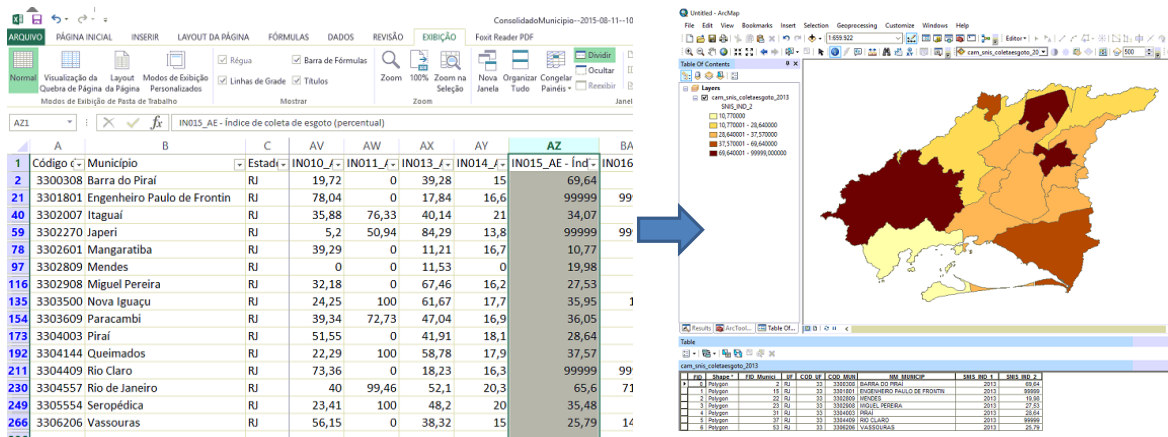 ConsolidadoMunicipio--2015-08-11--10
ARQUIVO PÁGINA INICIAL INSERIR LAYOUT DA PÁGINA FÓRMULAS DADOS REVISÃO EXIBIÇÃO Foxit Reader PDF
Normal Visualização da Quebra de Página Layout da Página Modos de Exibição Personalizados
Modos de Exibição de Pasta de Trabalho
Régua Barra de Fórmulas
Linhas de Grade Títulos
Mostrar
Zoom 100% Zoom na Seleção
Zoom
Nova Janela Organizar Tudo Congelar Painéis
Dividir
Ocultar
Reexibir
Janel
AZ1 fx IN015_AE - Índice de coleta de esgoto (percentual)
A B C AV AW AX AY AZ BA
1 Código c Município Estado IN010_A IN011_A IN013_A IN014_A IN015_AE - Índ IN016
2 3300308 Barra do Piraí RJ 19,72 0 39,28 15 69,64
21 3301801 Engenheiro Paulo de Frontin RJ 78,04 0 17,84 16,6 99999 999
40 3302007 Itaguaí RJ 35,88 76,33 40,14 21 34,07
59 3302270 Japeri RJ 5,2 50,94 84,29 13,8 99999 999
78 3302601 Mangaratiba RJ 39,29 0 11,21 16,7 10,77
97 3302809 Mendes RJ 0 0 11,53 0 19,98
116 3302908 Miguel Pereira RJ 32,18 0 67,46 16,2 27,53
135 3303500 Nova Iguaçu RJ 24,25 100 61,67 17,7 35,95 1
154 3303609 Paracambi RJ 39,34 72,73 47,04 16,9 36,05
173 3304003 Piraí RJ 51,55 0 41,91 18,1 28,64
192 3304144 Queimados RJ 22,29 100 58,78 17,9 37,57
211 3304409 Rio Claro RJ 73,36 0 18,23 16,3 99999 999
230 3304557 Rio de Janeiro RJ 40 99,46 52,1 20,3 65,6 71
249 3305554 Seropédica RJ 23,41 100 48,2 20 35,48
266 3306206 Vassouras RJ 56,15 0 38,32 15 25,79 14
Untitled - ArcMap
File Edit View Bookmarks Insert Selection Geoprocessing Customize Windows Help
1:659.922 Editor
cam_snis_coletaesgoto_20 500
Table Of Contents
Layers
cam_snis_coletaesgoto_2013
SNIS_IND_2
10,770000
10,770001 - 28,640000
28,640001 - 37,570000
37,570001 - 69,640000
69,640001 - 99999,000000
Results ArcTool... Table Of...
Table
cam_snis_coletaesgoto_2013
FID Shape * FID_Munici UF COD_UF COD_MUN NM_MUNICIP SNIS_IND_1 SNIS_IND_2
0 Polygon 2 RJ 33 3300308 BARRA DO PIRAÍ 2013 69,64
1 Polygon 15 RJ 33 3301801 ENGENHEIRO PAULO DE FRONTIN 2013 99999
2 Polygon 22 RJ 33 3302809 MENDES 2013 19,98
3 Polygon 23 RJ 33 3302908 MIGUEL PEREIRA 2013 27,53
4 Polygon 31 RJ 33 3304003 PIRAÍ 2013 28,64
5 Polygon 37 RJ 33 3304409 RIO CLARO 2013 99999
6 Polygon 53 RJ 33 3306206 VASSOURAS 2013 25,79